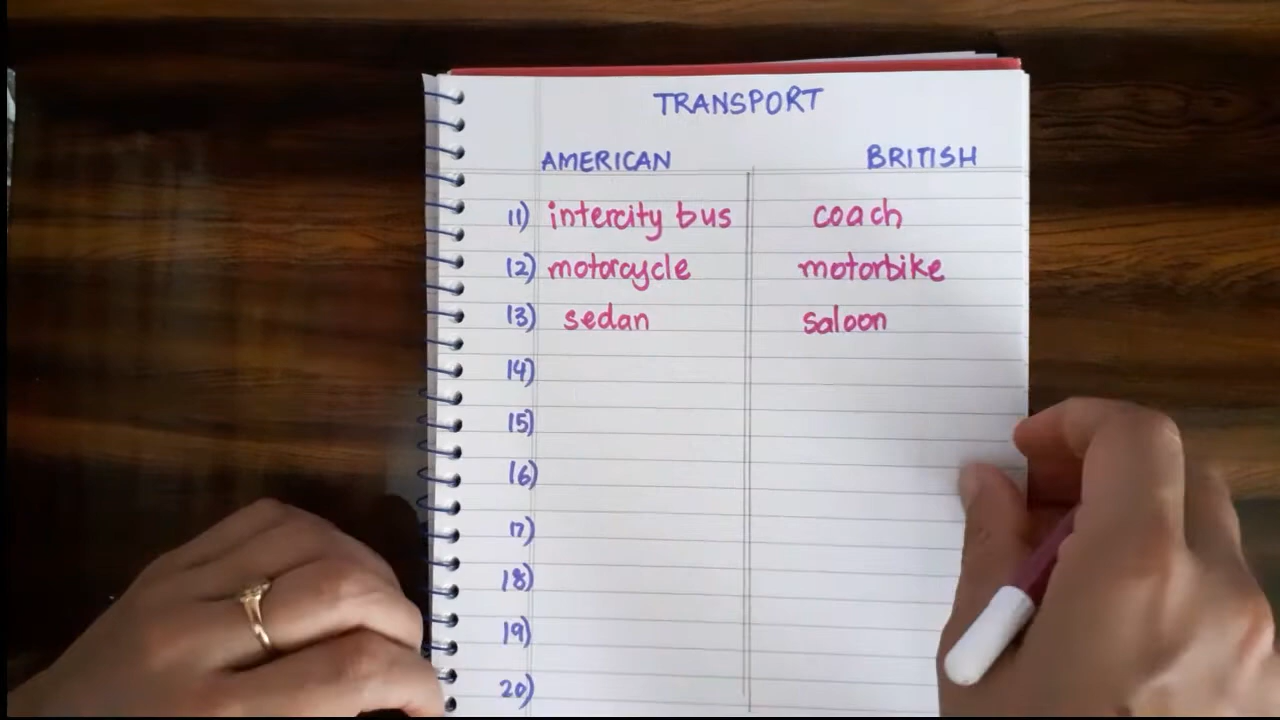 TRANSPORT
AMERICAN BRITISH
11) intercity bus coach
12) motorcycle motorbike
13) sedan saloon
14)
15)
16)
17)
18)
19)
20)